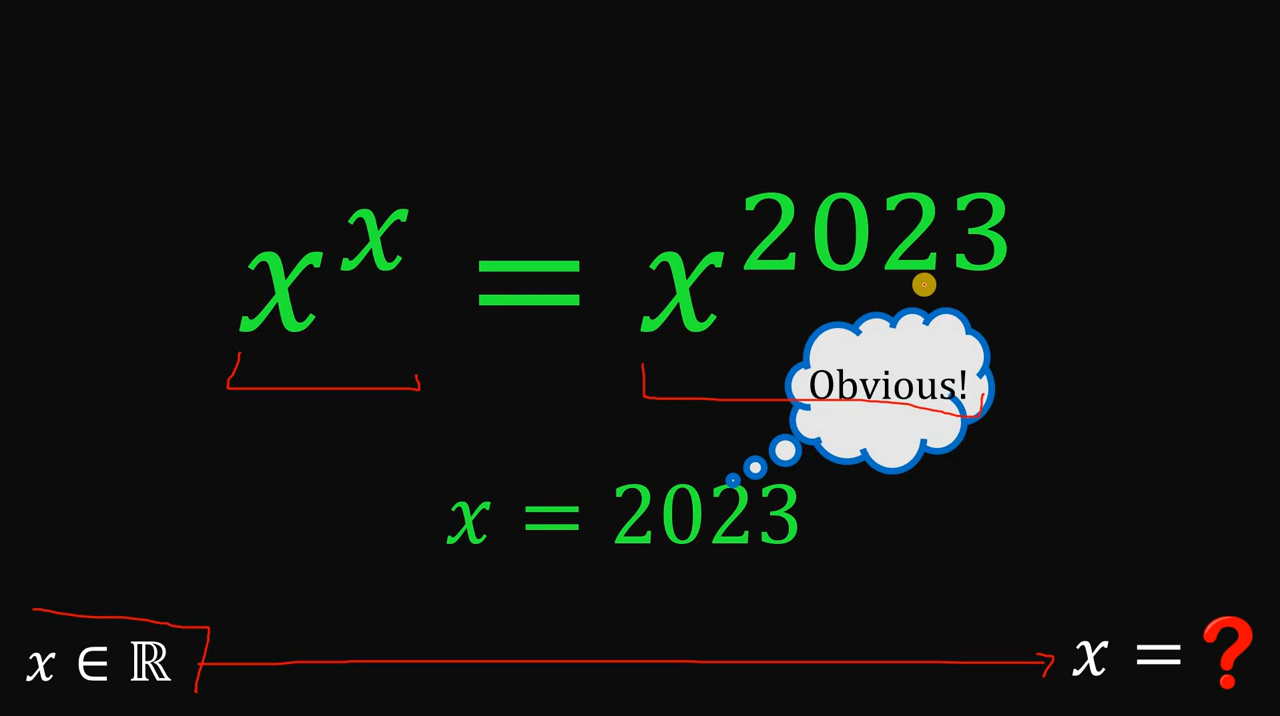 x^x = x^2023
Obvious!
x = 2023
x ∈ ℝ
x = ?